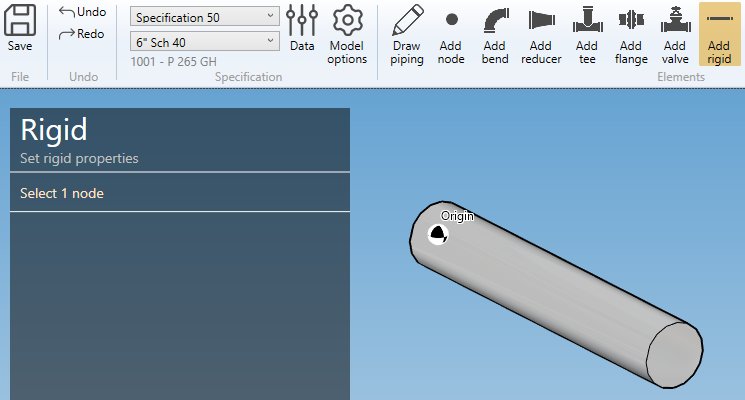 Save
Undo
Redo
Specification 50
6" Sch 40
1001 - P 265 GH
Data
Model
options
Draw
piping
Add
node
Add
bend
Add
reducer
Add
tee
Add
flange
Add
valve
Add
rigid
File
Undo
Specification
Elements
Rigid
Set rigid properties
Select 1 node
Origin